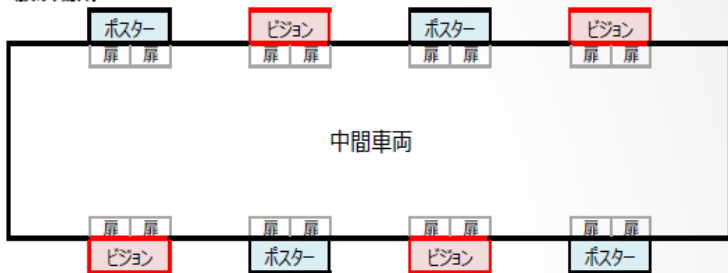 ポスター ビジョン ポスター ビジョン
扉 扉 扉 扉 扉 扉 扉 扉
中間車両
扉 扉 扉 扉 扉 扉 扉 扉
ビジョン ポスター ビジョン ポスター